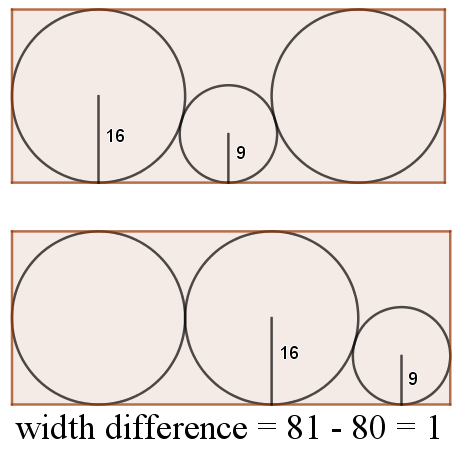 16
9
16
9
width difference = 81 - 80 = 1